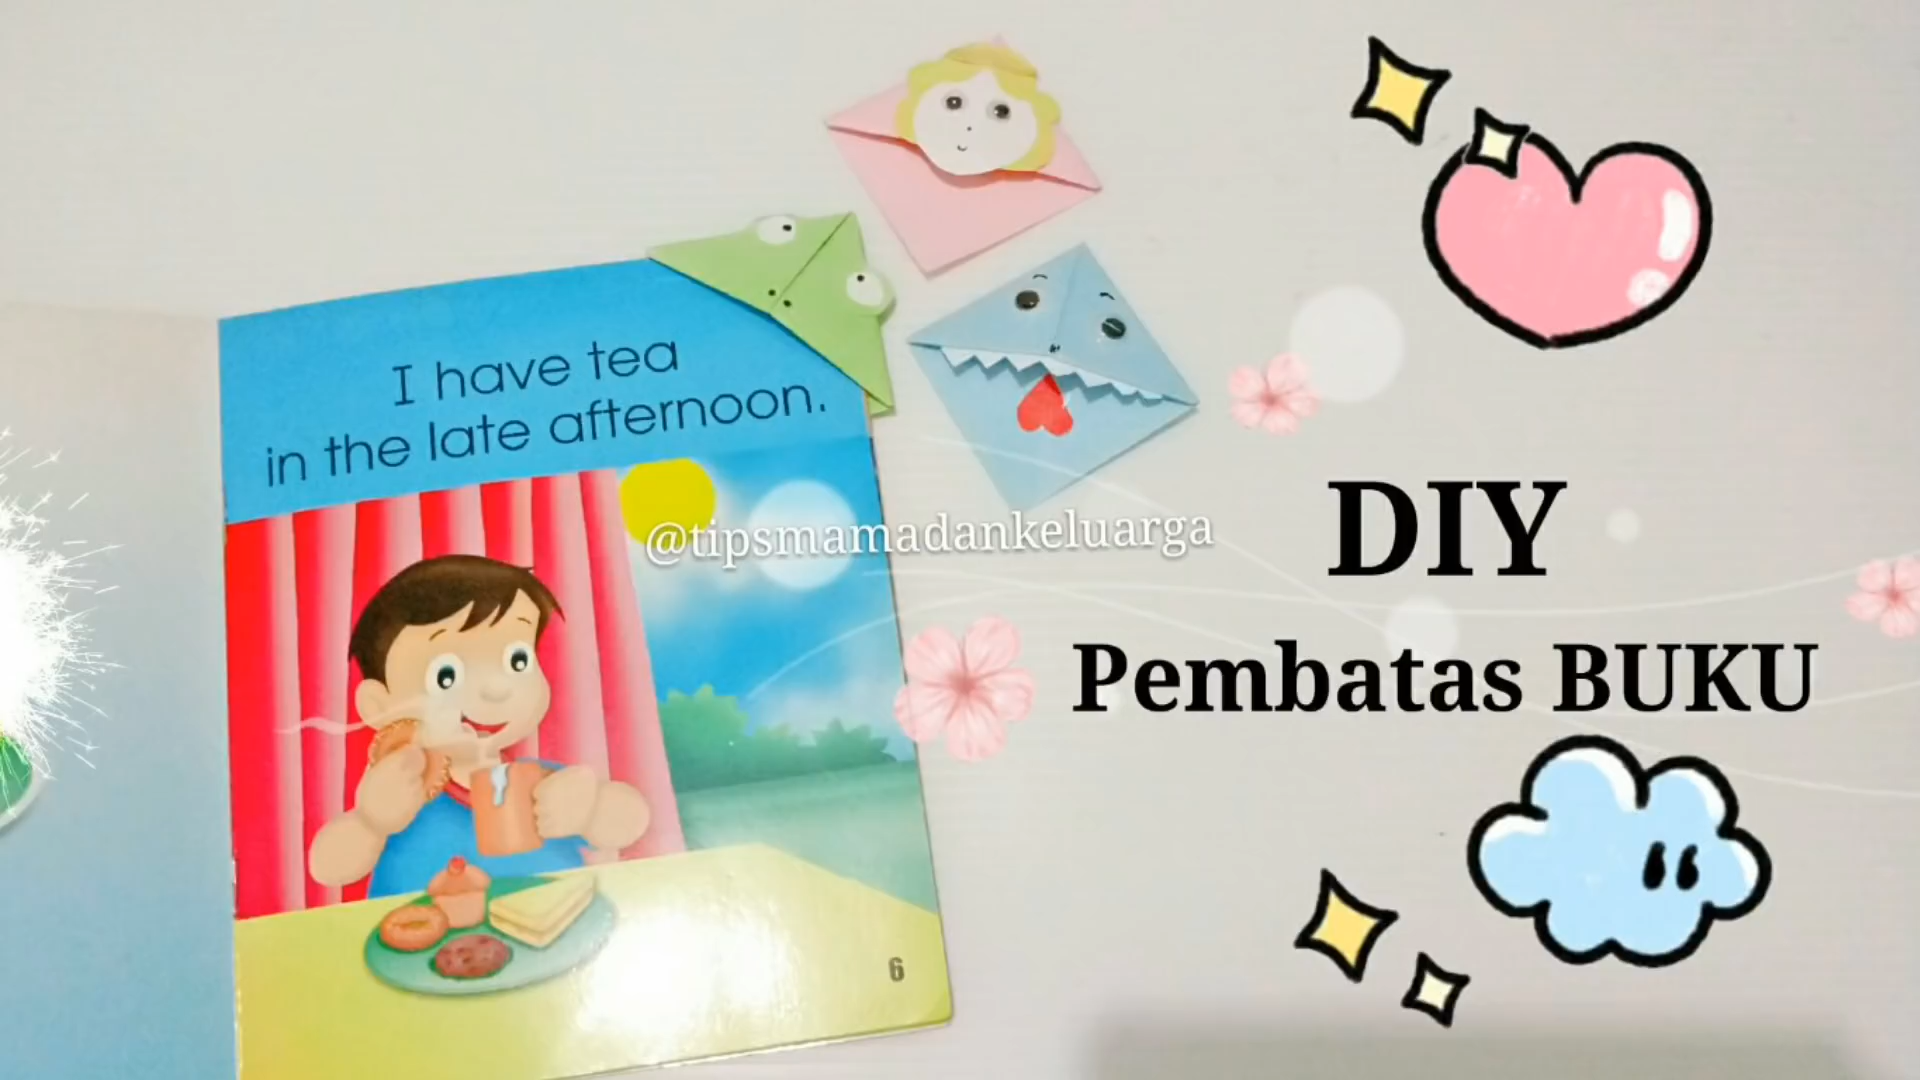 I have tea
in the late afternoon.
@tipsmamadankeluarga
DIY
Pembatas BUKU
6